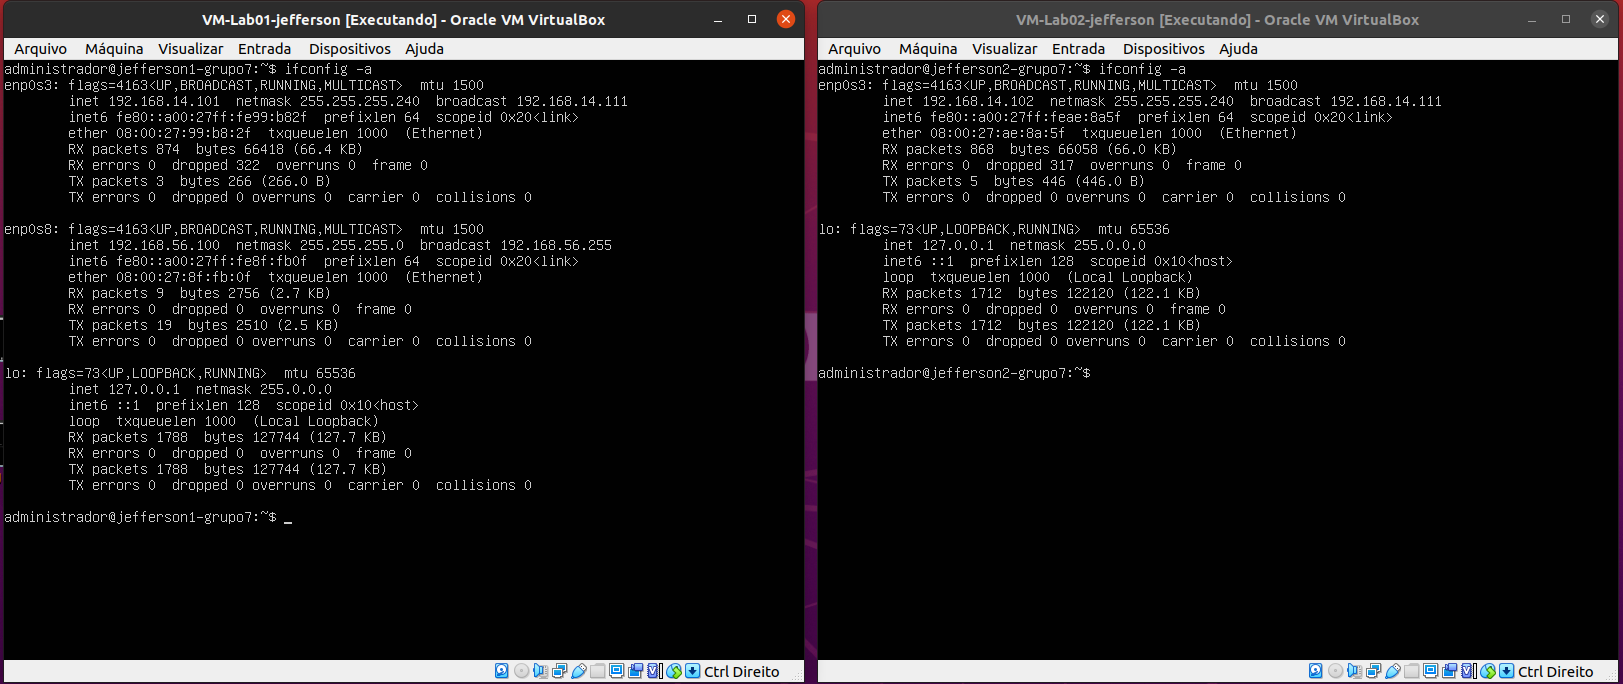 VM-Lab01-jefferson [Executando] - Oracle VM VirtualBox
Arquivo Máquina Visualizar Entrada Dispositivos Ajuda
administrador@jefferson1-grupo7:~$ ifconfig -a
enp0s3: flags=4163<UP,BROADCAST,RUNNING,MULTICAST>  mtu 1500
        inet 192.168.14.101  netmask 255.255.255.240  broadcast 192.168.14.111
        inet6 fe80::a00:27ff:fe99:b82f  prefixlen 64  scopeid 0x20<link>
        ether 08:00:27:99:b8:2f  txqueuelen 1000  (Ethernet)
        RX packets 874  bytes 66418 (66.4 KB)
        RX errors 0  dropped 322  overruns 0  frame 0
        TX packets 3  bytes 266 (266.0 B)
        TX errors 0  dropped 0 overruns 0  carrier 0  collisions 0
enp0s8: flags=4163<UP,BROADCAST,RUNNING,MULTICAST>  mtu 1500
        inet 192.168.56.100  netmask 255.255.255.0  broadcast 192.168.56.255
        inet6 fe80::a00:27ff:fe8f:fb0f  prefixlen 64  scopeid 0x20<link>
        ether 08:00:27:8f:fb:0f  txqueuelen 1000  (Ethernet)
        RX packets 9  bytes 2756 (2.7 KB)
        RX errors 0  dropped 0  overruns 0  frame 0
        TX packets 19  bytes 2510 (2.5 KB)
        TX errors 0  dropped 0 overruns 0  carrier 0  collisions 0
lo: flags=73<UP,LOOPBACK,RUNNING>  mtu 65536
        inet 127.0.0.1  netmask 255.0.0.0
        inet6 ::1  prefixlen 128  scopeid 0x10<host>
        loop  txqueuelen 1000  (Local Loopback)
        RX packets 1788  bytes 127744 (127.7 KB)
        RX errors 0  dropped 0  overruns 0  frame 0
        TX packets 1788  bytes 127744 (127.7 KB)
        TX errors 0  dropped 0 overruns 0  carrier 0  collisions 0
administrador@jefferson1-grupo7:~$ _
Ctrl Direito
VM-Lab02-jefferson [Executando] - Oracle VM VirtualBox
Arquivo Máquina Visualizar Entrada Dispositivos Ajuda
administrador@jefferson2-grupo7:~$ ifconfig -a
enp0s3: flags=4163<UP,BROADCAST,RUNNING,MULTICAST>  mtu 1500
        inet 192.168.14.102  netmask 255.255.255.240  broadcast 192.168.14.111
        inet6 fe80::a00:27ff:feae:8a5f  prefixlen 64  scopeid 0x20<link>
        ether 08:00:27:ae:8a:5f  txqueuelen 1000  (Ethernet)
        RX packets 868  bytes 66058 (66.0 KB)
        RX errors 0  dropped 317  overruns 0  frame 0
        TX packets 5  bytes 446 (446.0 B)
        TX errors 0  dropped 0 overruns 0  carrier 0  collisions 0
lo: flags=73<UP,LOOPBACK,RUNNING>  mtu 65536
        inet 127.0.0.1  netmask 255.0.0.0
        inet6 ::1  prefixlen 128  scopeid 0x10<host>
        loop  txqueuelen 1000  (Local Loopback)
        RX packets 1712  bytes 122120 (122.1 KB)
        RX errors 0  dropped 0  overruns 0  frame 0
        TX packets 1712  bytes 122120 (122.1 KB)
        TX errors 0  dropped 0 overruns 0  carrier 0  collisions 0
administrador@jefferson2-grupo7:~$
Ctrl Direito